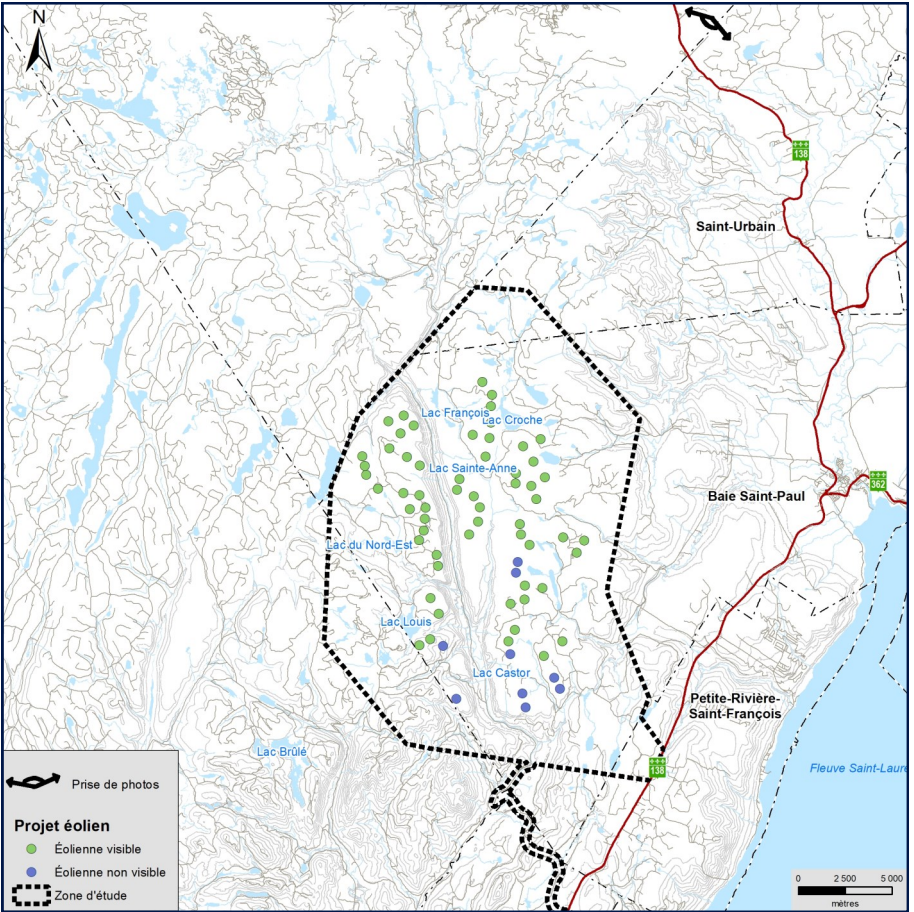 N
138
Saint-Urbain
Lac François
Lac Croche
Lac Sainte-Anne
362
Baie Saint-Paul
Lac du Nord-Est
Lac Louis
Lac Castor
Petite-Rivière-
Saint-François
Lac Brûlé
138
Fleuve Saint-Laure
Prise de photos
Projet éolien
Éolienne visible
Éolienne non visible
Zone d'étude
0 2 500 5 000
mètres